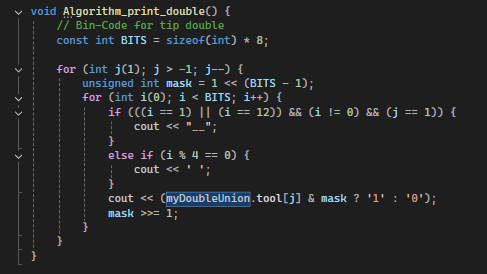 void Algorithm_print_double() {
// Bin-Code for tip double
const int BITS = sizeof(int) * 8;
for (int j(1); j > -1; j--) {
unsigned int mask = 1 << (BITS - 1);
for (int i(0); i < BITS; i++) {
if (((i == 1) || (i == 12)) && (i != 0) && (j == 1)) {
cout << "__";
}
else if (i % 4 == 0) {
cout << ' ';
}
cout << (myDoubleUnion.tool[j] & mask ? '1' : '0');
mask >>= 1;
}
}
}